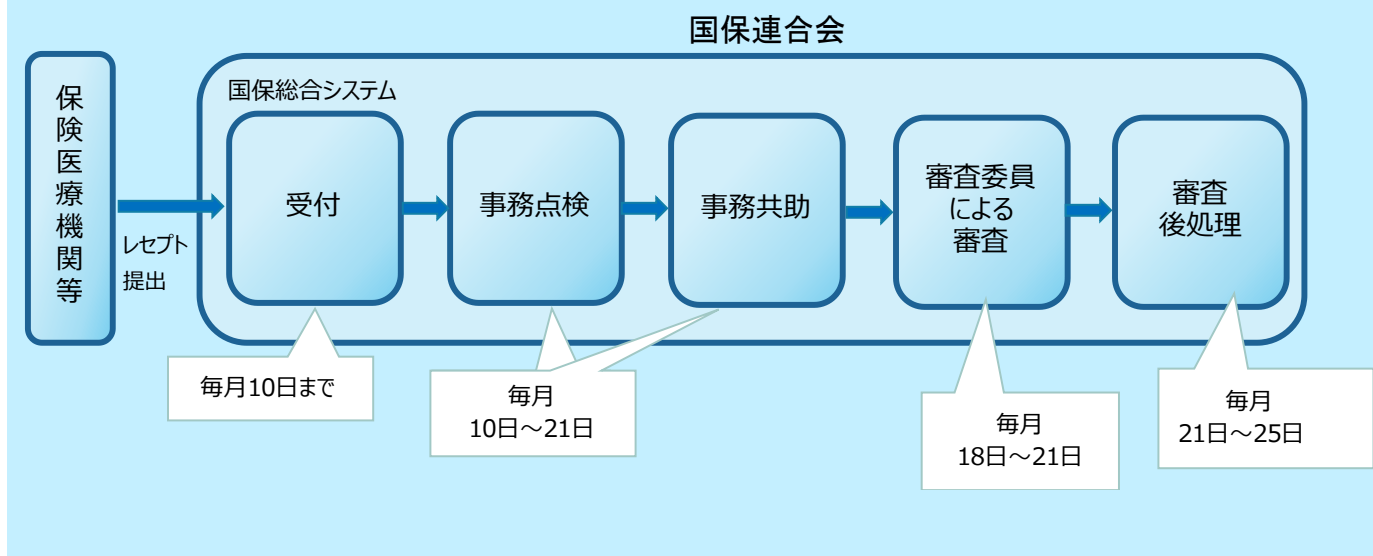 国保連合会
国保総合システム
保険医療機関等
レセプト
提出
受付
事務点検
事務共助
審査委員
による
審査
審査
後処理
毎月10日まで
毎月
10日～21日
毎月
18日～21日
毎月
21日～25日